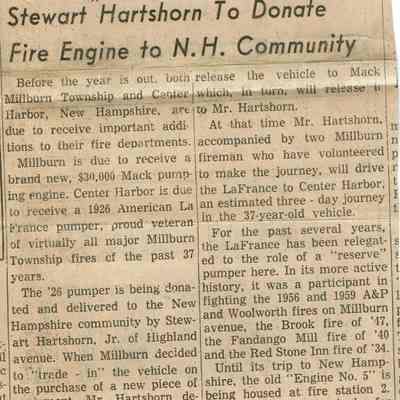 Stewart Hartshorn To Donate
Fire Engine to N.H. Community
Before the year is out, both
Millburn Township and Center
Harbor, New Hampshire, are
due to receive important addi-
tions to their fire departments.
Millburn is due to receive a
brand new, $30,000 Mack pump-
ing engine. Center Harbor is due
to receive a 1926 American La
France pumper, proud veteran
of virtually all major Millburn
Township fires of the past 37
years.
The '26 pumper is being dona-
ted and delivered to the New
Hampshire community by Stew-
art Hartshorn, Jr. of Highland
avenue. When Millburn decided
to "trade - in" the vehicle on
the purchase of a new piece of
release the vehicle to Mack
which, in turn, will release it
to Mr. Hartshorn.
At that time Mr. Hartshorn,
accompanied by two Millburn
fireman who have volunteered
to make the journey, will drive
the LaFrance to Center Harbor,
an estimated three - day journey
in the 37-year-old vehicle.
For the past several years,
the LaFrance has been relegat-
ed to the role of a "reserve"
pumper here. In its more active
history, it was a participant in
fighting the 1956 and 1959 A&P
and Woolworth fires on Millburn
avenue, the Brook fire of '47,
the Fandango Mill fire of '40
and the Red Stone Inn fire of '34.
Until its trip to New Hamp-
shire, the old "Engine No. 5" is
being housed at fire station 2.